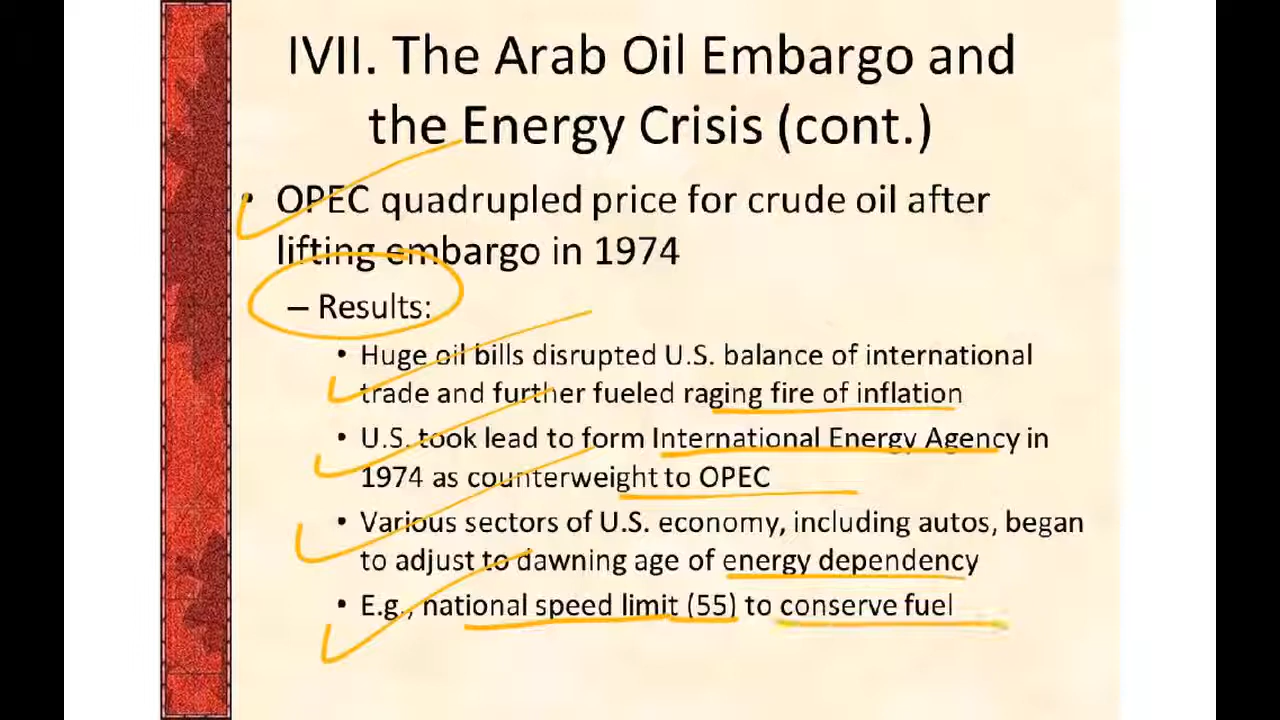 IVII. The Arab Oil Embargo and
the Energy Crisis (cont.)
• OPEC quadrupled price for crude oil after
lifting embargo in 1974
– Results:
• Huge oil bills disrupted U.S. balance of international
trade and further fueled raging fire of inflation
• U.S. took lead to form International Energy Agency in
1974 as counterweight to OPEC
• Various sectors of U.S. economy, including autos, began
to adjust to dawning age of energy dependency
• E.g., national speed limit (55) to conserve fuel